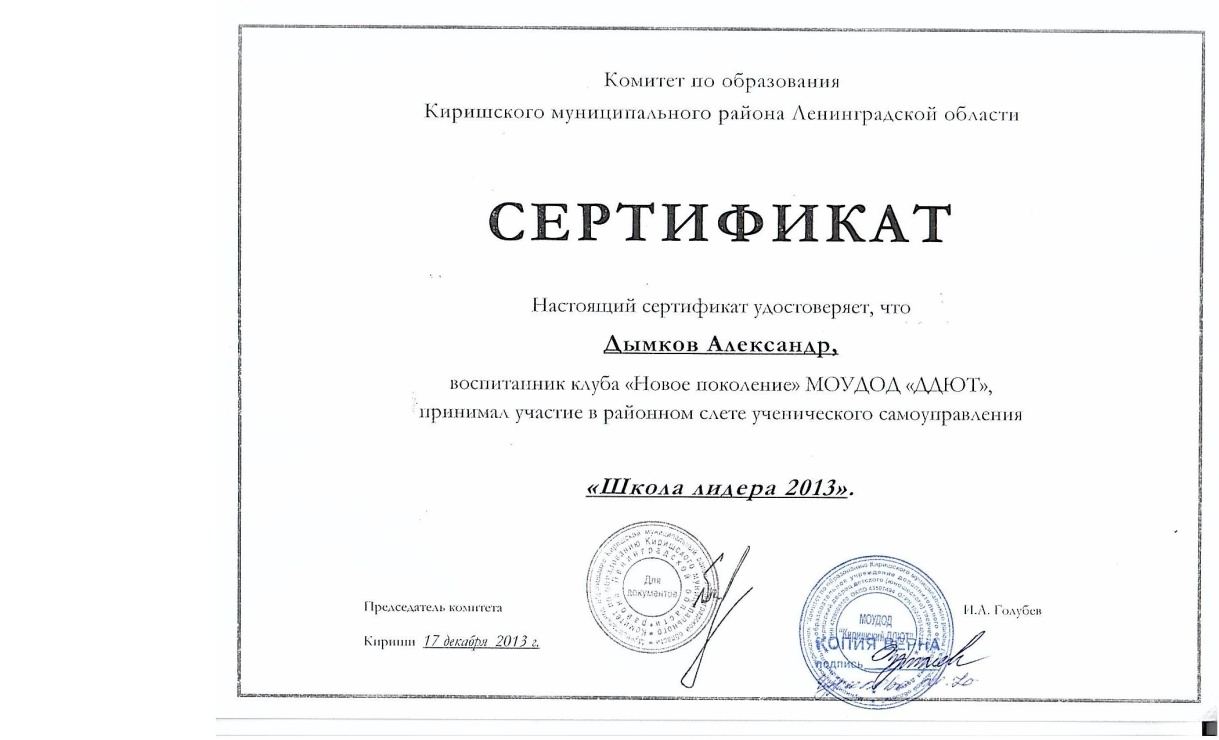 Комитет по образования
Киришского муниципального района Ленинградской области
СЕРТИФИКАТ
Настоящий сертификат удостоверяет, что
Дымков Александр,
воспитанник клуба «Новое поколение» МОУДОД «ДДЮТ»,
принимал участие в районном слете ученического самоуправления
«Школа лидера 2013».
Для
документов
Председатель комитета
И.А. Голубев
Кириши 17 декабря 2013 г.
МОУДОД
"Киришский ДДЮТ"
КОПИЯ ВЕРНА
подпись